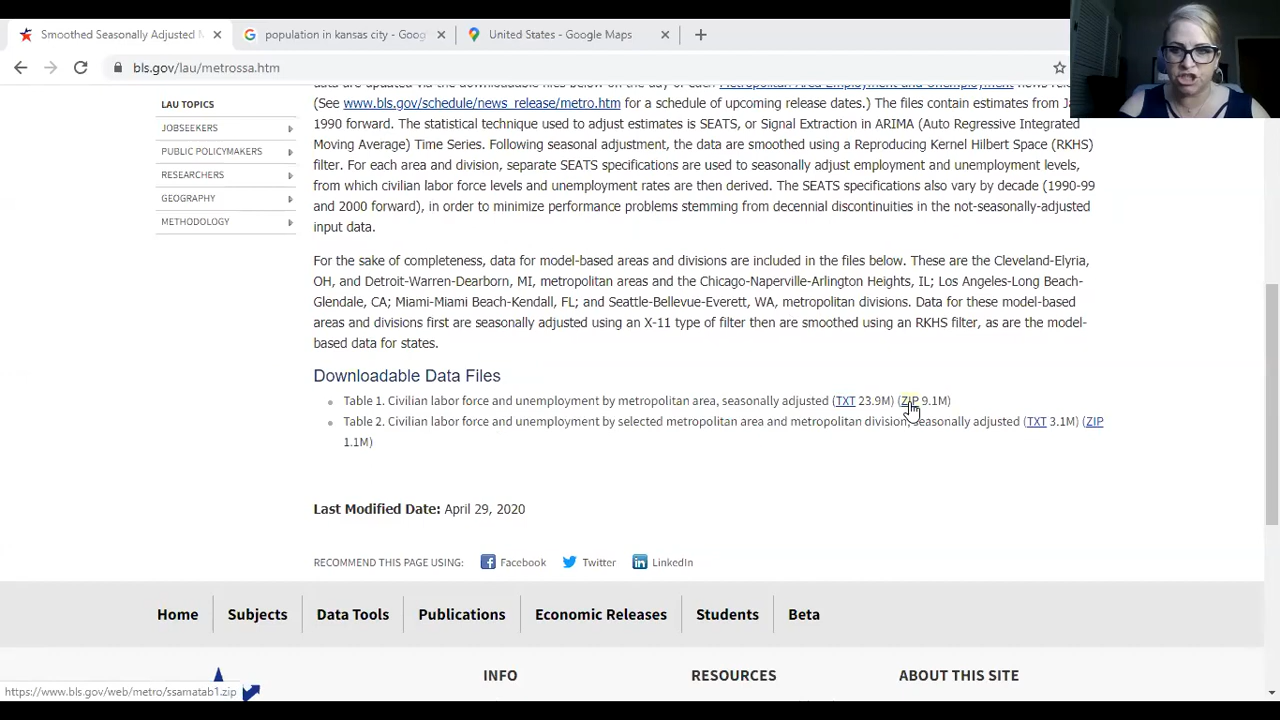 Smoothed Seasonally Adjusted M
population in kansas city - Goog
United States - Google Maps
bls.gov/lau/metrossa.htm
data are updated via the downloadable files below on the day of each Metropolitan Area Employment and Unemployment news
(See www.bls.gov/schedule/news_release/metro.htm for a schedule of upcoming release dates.) The files contain estimates from
1990 forward. The statistical technique used to adjust estimates is SEATS, or Signal Extraction in ARIMA (Auto Regressive Integrated
Moving Average) Time Series. Following seasonal adjustment, the data are smoothed using a Reproducing Kernel Hilbert Space (RKHS)
filter. For each area and division, separate SEATS specifications are used to seasonally adjust employment and unemployment levels,
from which civilian labor force levels and unemployment rates are then derived. The SEATS specifications also vary by decade (1990-99
and 2000 forward), in order to minimize performance problems stemming from decennial discontinuities in the not-seasonally-adjusted
input data.
LAU TOPICS
JOBSEEKERS
PUBLIC POLICYMAKERS
RESEARCHERS
GEOGRAPHY
METHODOLOGY
For the sake of completeness, data for model-based areas and divisions are included in the files below. These are the Cleveland-Elyria,
OH, and Detroit-Warren-Dearborn, MI, metropolitan areas and the Chicago-Naperville-Arlington Heights, IL; Los Angeles-Long Beach-
Glendale, CA; Miami-Miami Beach-Kendall, FL; and Seattle-Bellevue-Everett, WA, metropolitan divisions. Data for these model-based
areas and divisions first are seasonally adjusted using an X-11 type of filter then are smoothed using an RKHS filter, as are the model-
based data for states.
Downloadable Data Files
Table 1. Civilian labor force and unemployment by metropolitan area, seasonally adjusted (TXT 23.9M) (ZIP 9.1M)
Table 2. Civilian labor force and unemployment by selected metropolitan area and metropolitan division, seasonally adjusted (TXT 3.1M) (ZIP
1.1M)
Last Modified Date: April 29, 2020
RECOMMEND THIS PAGE USING: Facebook Twitter LinkedIn
Home Subjects Data Tools Publications Economic Releases Students Beta
INFO RESOURCES ABOUT THIS SITE
https://www.bls.gov/web/metro/ssamatab1.zip